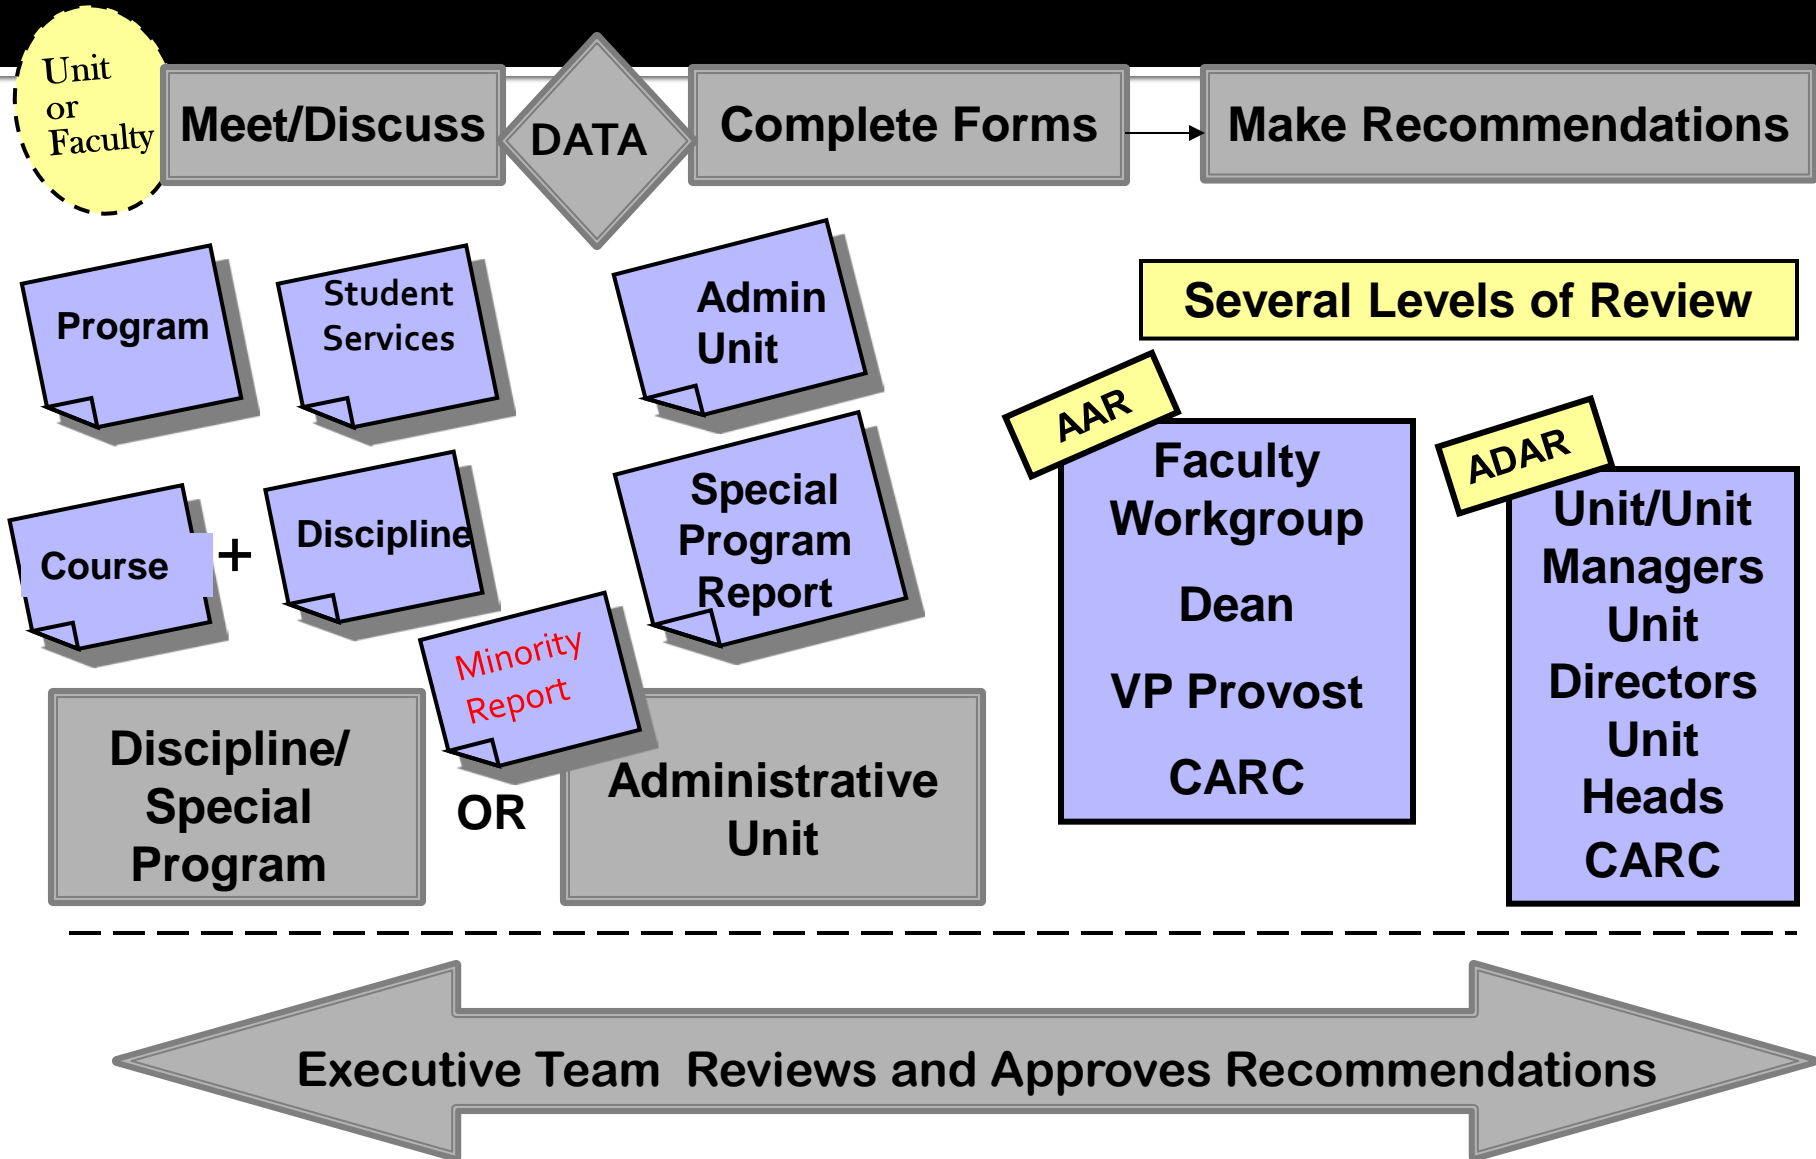 Unit
or
Faculty
Meet/Discuss
DATA
Complete Forms
Make Recommendations
Program
Student
Services
Admin
Unit
Several Levels of Review
Course
+
Discipline
Special
Program
Report
Minority
Report
AAR
Faculty
Workgroup
Dean
VP Provost
CARC
ADAR
Unit/Unit
Managers
Unit
Directors
Unit
Heads
CARC
Discipline/
Special
Program
OR
Administrative
Unit
Executive Team Reviews and Approves Recommendations